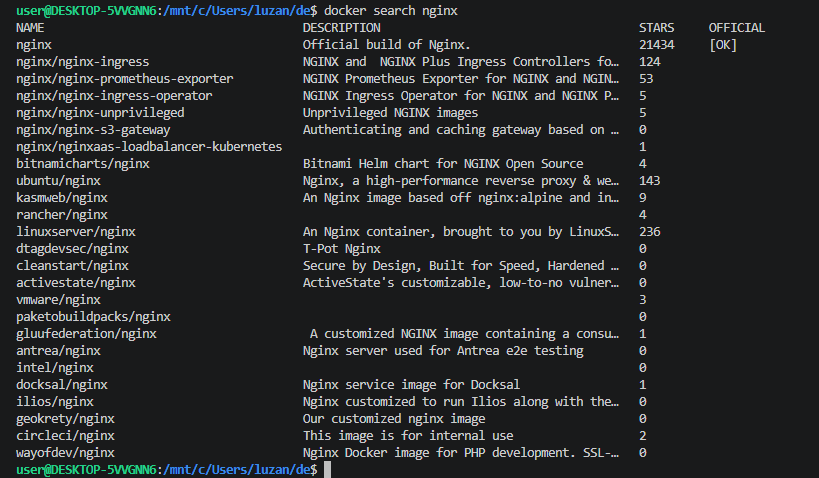 user@DESKTOP-5VVGNN6:/mnt/c/Users/luzan/de$ docker search nginx
NAME DESCRIPTION STARS OFFICIAL
nginx Official build of Nginx. 21434 [OK]
nginx/nginx-ingress NGINX and  NGINX Plus Ingress Controllers fo… 124
nginx/nginx-prometheus-exporter NGINX Prometheus Exporter for NGINX and NGIN… 53
nginx/nginx-ingress-operator NGINX Ingress Operator for NGINX and NGINX P… 5
nginx/nginx-unprivileged Unprivileged NGINX images 5
nginx/nginx-s3-gateway Authenticating and caching gateway based on … 0
nginx/nginxaas-loadbalancer-kubernetes 1
bitnamicharts/nginx Bitnami Helm chart for NGINX Open Source 4
ubuntu/nginx Nginx, a high-performance reverse proxy & we… 143
kasmweb/nginx An Nginx image based off nginx:alpine and in… 9
rancher/nginx 4
linuxserver/nginx An Nginx container, brought to you by LinuxS… 236
dtagdevsec/nginx T-Pot Nginx 0
cleanstart/nginx Secure by Design, Built for Speed, Hardened … 0
activestate/nginx ActiveState's customizable, low-to-no vulner… 0
vmware/nginx 3
paketobuildpacks/nginx 0
gluufederation/nginx A customized NGINX image containing a consu… 1
antrea/nginx Nginx server used for Antrea e2e testing 0
intel/nginx 0
docksal/nginx Nginx service image for Docksal 1
ilios/nginx Nginx customized to run Ilios along with the… 0
geokrety/nginx Our customized nginx image 0
circleci/nginx This image is for internal use 2
wayofdev/nginx Nginx Docker image for PHP development. SSL-… 0
user@DESKTOP-5VVGNN6:/mnt/c/Users/luzan/de$